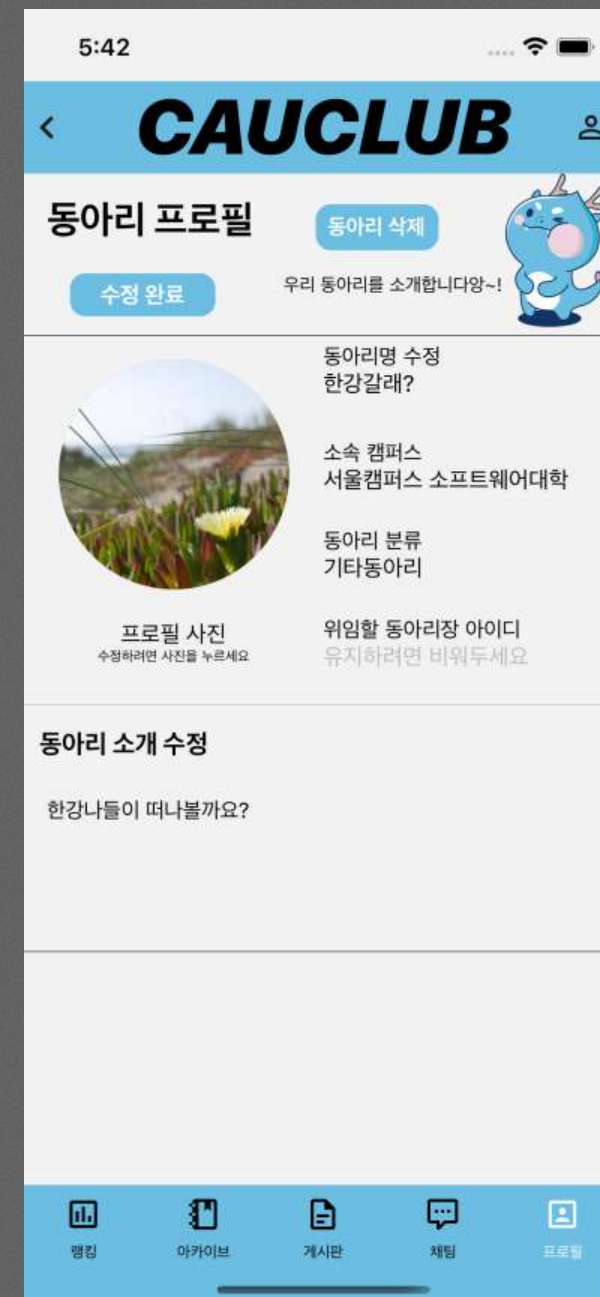 5:42
CAUCLUB
동아리 프로필
동아리 삭제
수정 완료
우리 동아리를 소개합니다앙~!
동아리명 수정
한강갈래?
소속 캠퍼스
서울캠퍼스 소프트웨어대학
동아리 분류
기타동아리
프로필 사진
수정하려면 사진을 누르세요
위임할 동아리장 아이디
유지하려면 비워두세요
동아리 소개 수정
한강나들이 떠나볼까요?
랭킹
아카이브
게시판
채팅
프로필